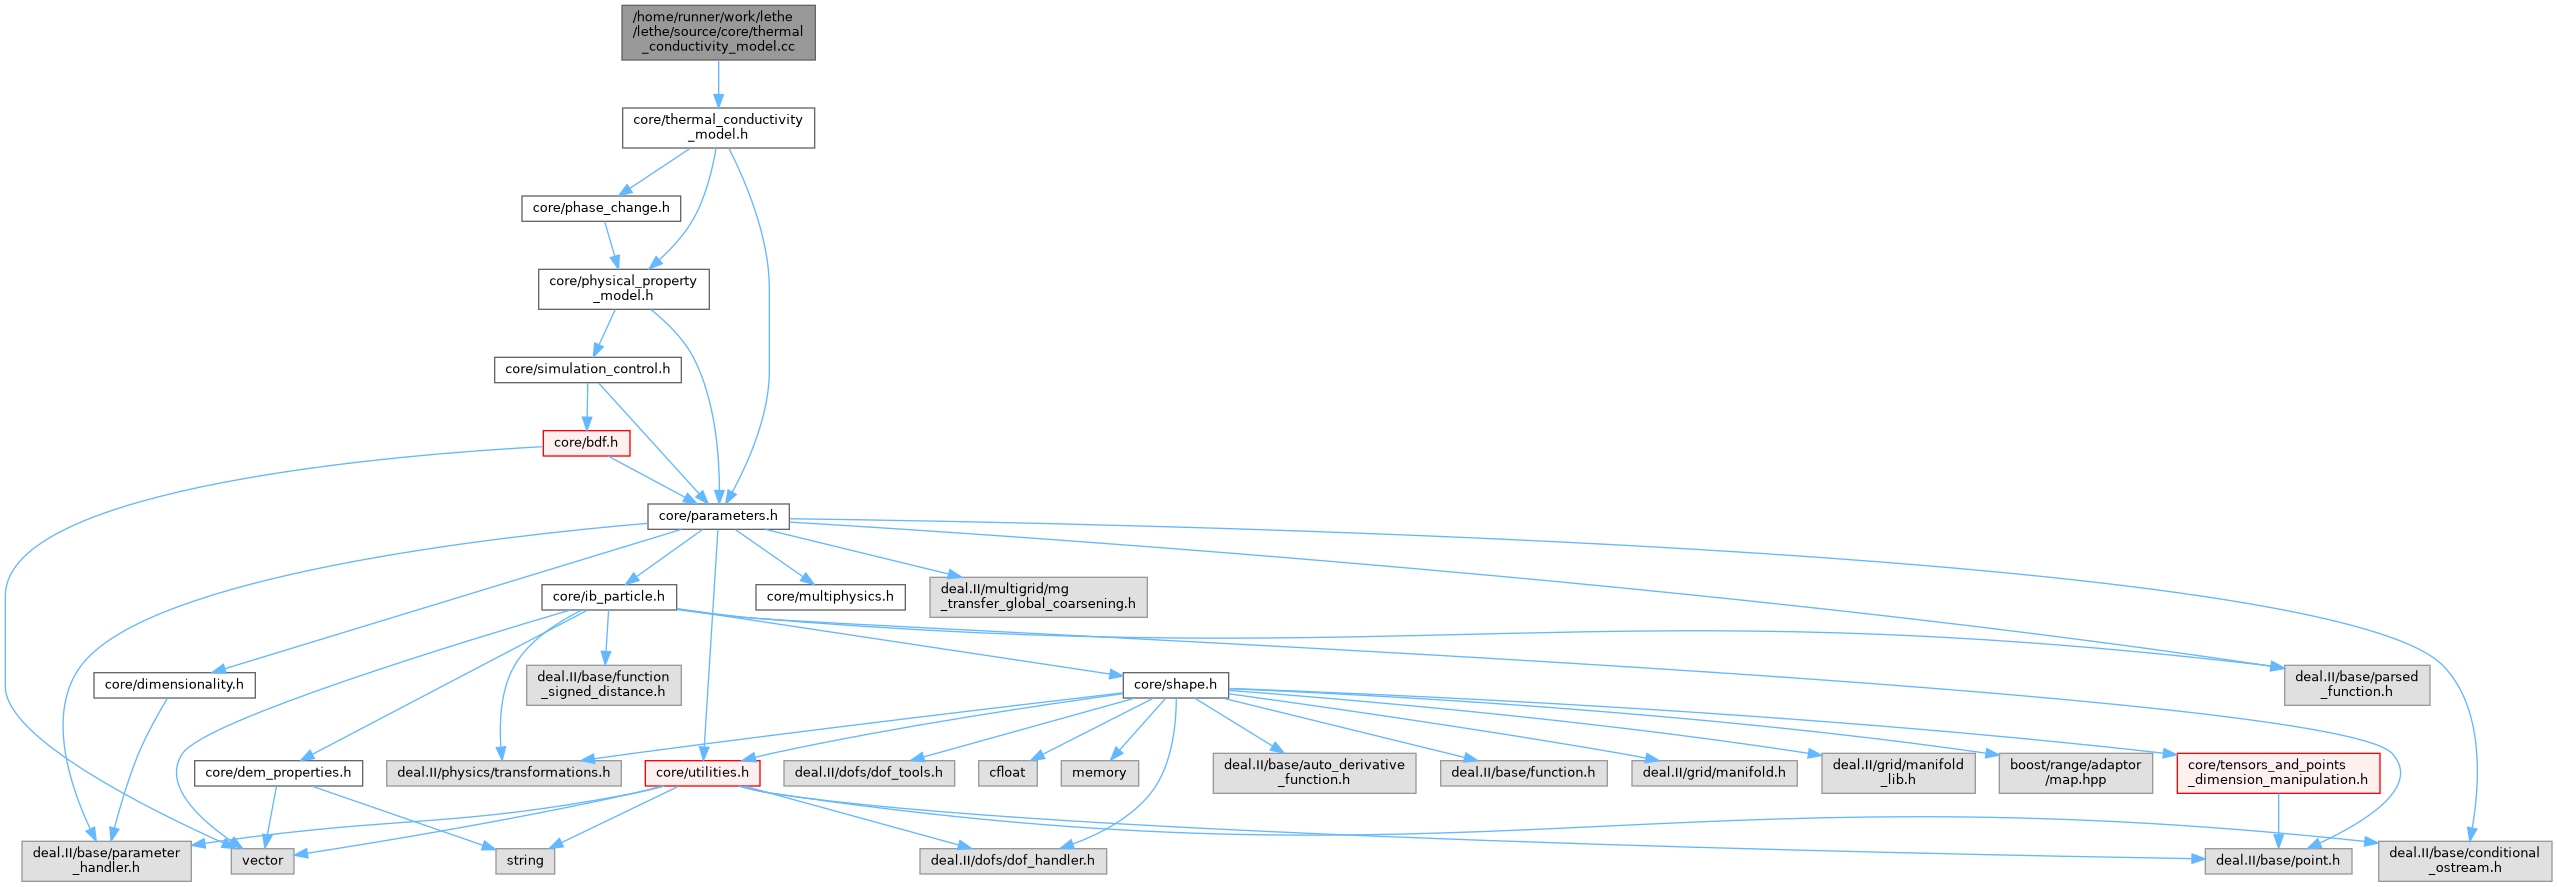 /home/runner/work/lethe
/lethe/source/core/thermal
_conductivity_model.cc
core/thermal_conductivity
_model.h
core/phase_change.h
core/physical_property
_model.h
core/simulation_control.h
core/bdf.h
core/parameters.h
core/ib_particle.h
core/multiphysics.h
deal.II/multigrid/mg
_transfer_global_coarsening.h
core/dimensionality.h
deal.II/base/function
_signed_distance.h
core/shape.h
deal.II/base/parsed
_function.h
core/dem_properties.h
deal.II/physics/transformations.h
core/utilities.h
deal.II/dofs/dof_tools.h
cfloat
memory
deal.II/base/auto_derivative
_function.h
deal.II/base/function.h
deal.II/grid/manifold.h
deal.II/grid/manifold
_lib.h
boost/range/adaptor
/map.hpp
core/tensors_and_points
_dimension_manipulation.h
deal.II/base/parameter
_handler.h
vector
string
deal.II/dofs/dof_handler.h
deal.II/base/point.h
deal.II/base/conditional
_ostream.h